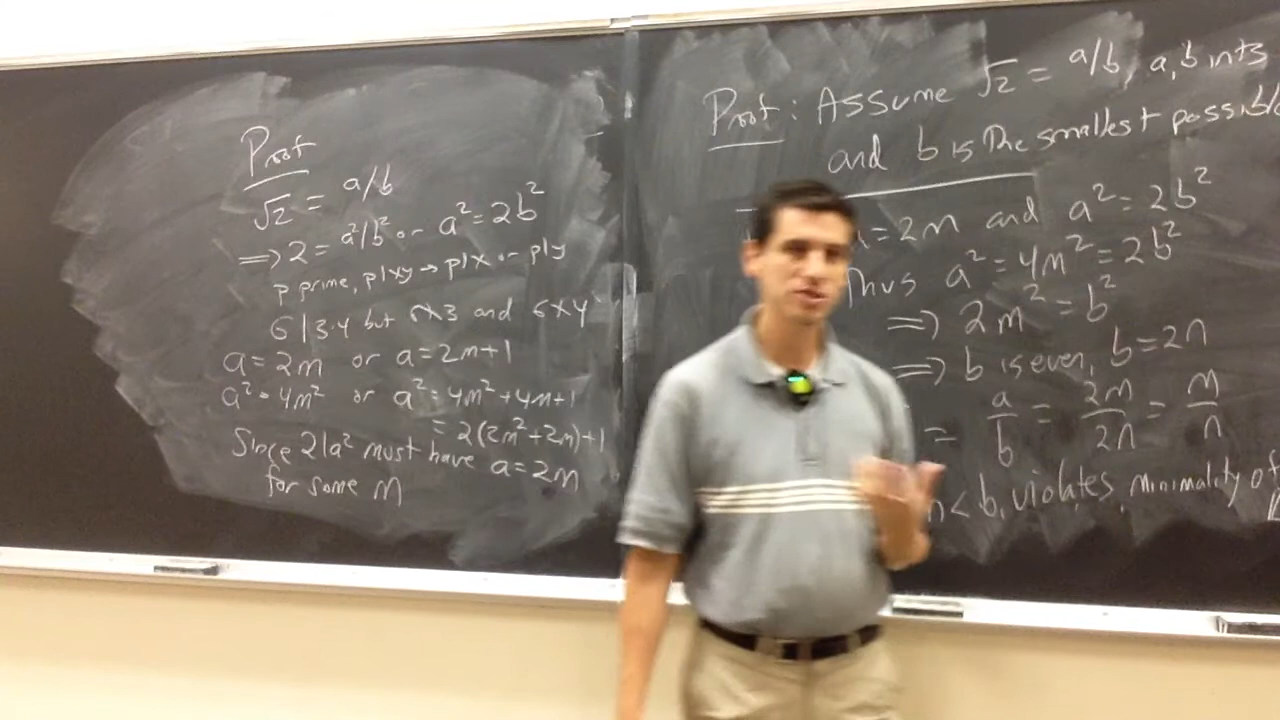 Proof
√2 = a/b
⟹ 2 = a²/b² or a² = 2b²
p prime, p|xy → p|x or p|y
6|3·4 but 6∤3 and 6∤4
a = 2m or a = 2m+1
a² = 4m² or a² = 4m²+4m+1
= 2(2m²+2m)+1
Since 2|a² must have a = 2m
for some m
Proof: Assume √2 = a/b, a, b ints
and b is the smallest possible
= 2m and a² = 2b²
Thus a² = 4m² = 2b²
⟹ 2m² = b²
⟹ b is even, b = 2n
= a/b = 2m/2n = m/n
n < b, violates minimality of